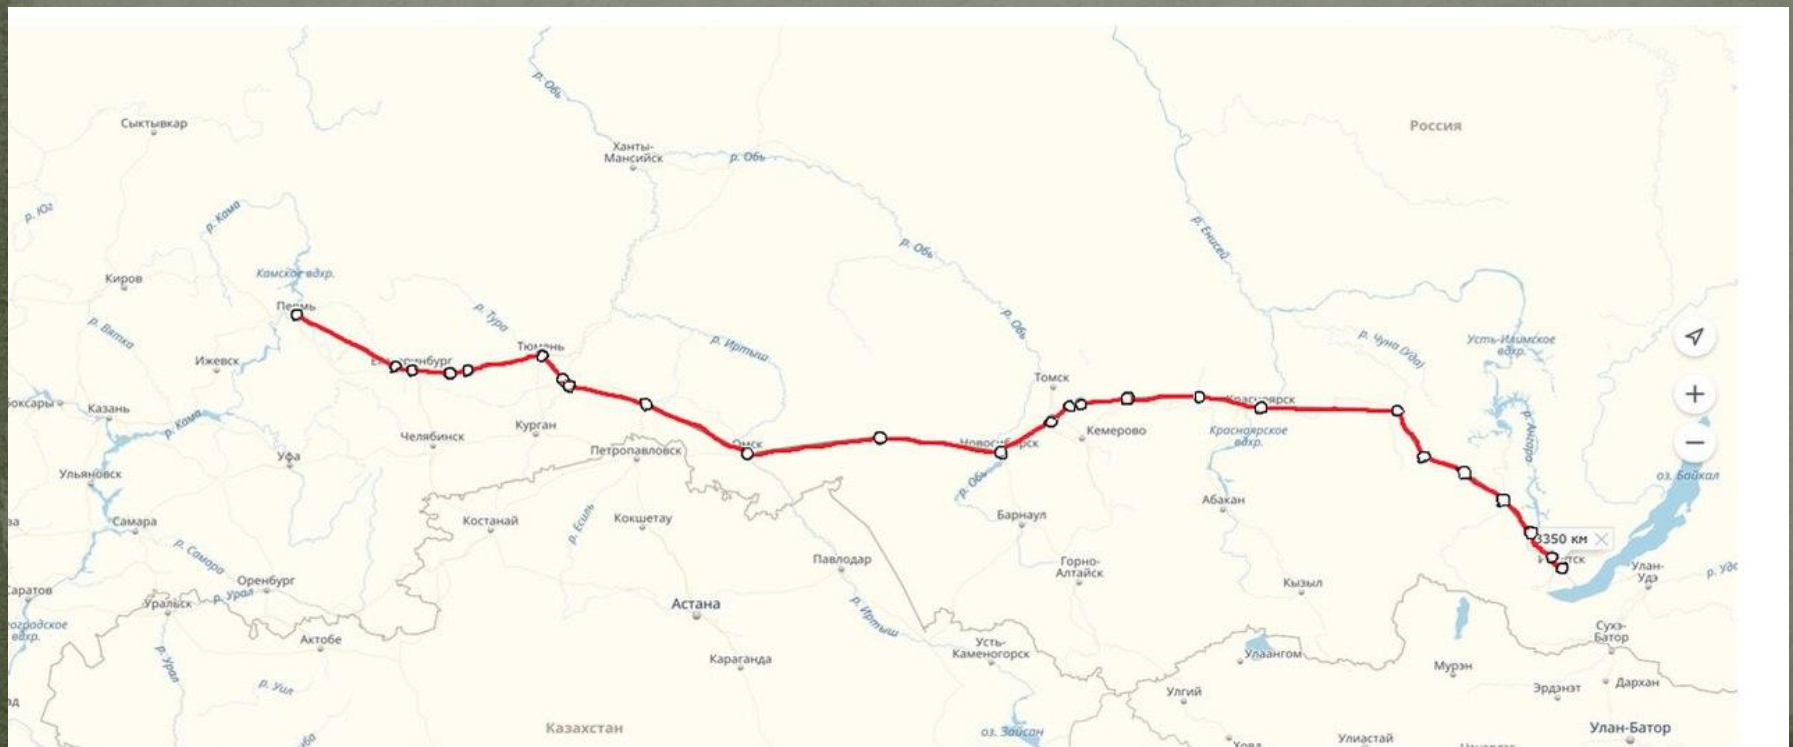 Сыктывкар
р. Обь
Россия
Ханты-
Мансийск
р. Обь
р. Юг
р. Кама
р. Енисей
р. Обь
Камское вдхр.
Киров
Пермь
р. Тура
р. Обь
р. Вятка
р. Иртыш
р. Чуна (Уда)
Усть-Илимское
вдхр.
Тюмень
Ижевск
Томск
Казань
р. Кама
Красноярск
Курган
Челябинск
Кемерово
Красноярское
вдхр.
р. Ангара
Омск
Петропавловск
Уфа
Ульяновск
р. Обь
оз. Байкал
Абакан
Самара
Костанай
Кокшетау
р. Есиль
Барнаул
3350 км
р. Самара
Павлодар
Горно-
Алтайск
Улан-
Удэ
Оренбург
р. Урал
Кызыл
Уральск
Астана
р. Иртыш
Актобе
Сухэ-
Батор
Усть-
Каменогорск
Улаангом
р. Урал
Караганда
Мурэн
р. Уил
Улгий
Эрдэнэт
Дархан
Казахстан
оз. Зайсан
Улан-Батор
Улиастай